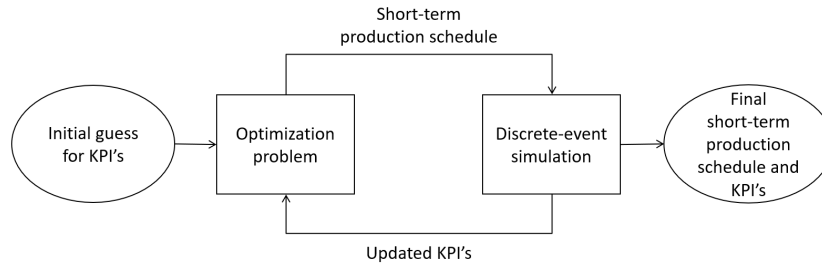 Short-term
production schedule
Initial guess
for KPI's
Optimization
problem
Discrete-event
simulation
Final
short-term
production
schedule and
KPI's
Updated KPI's